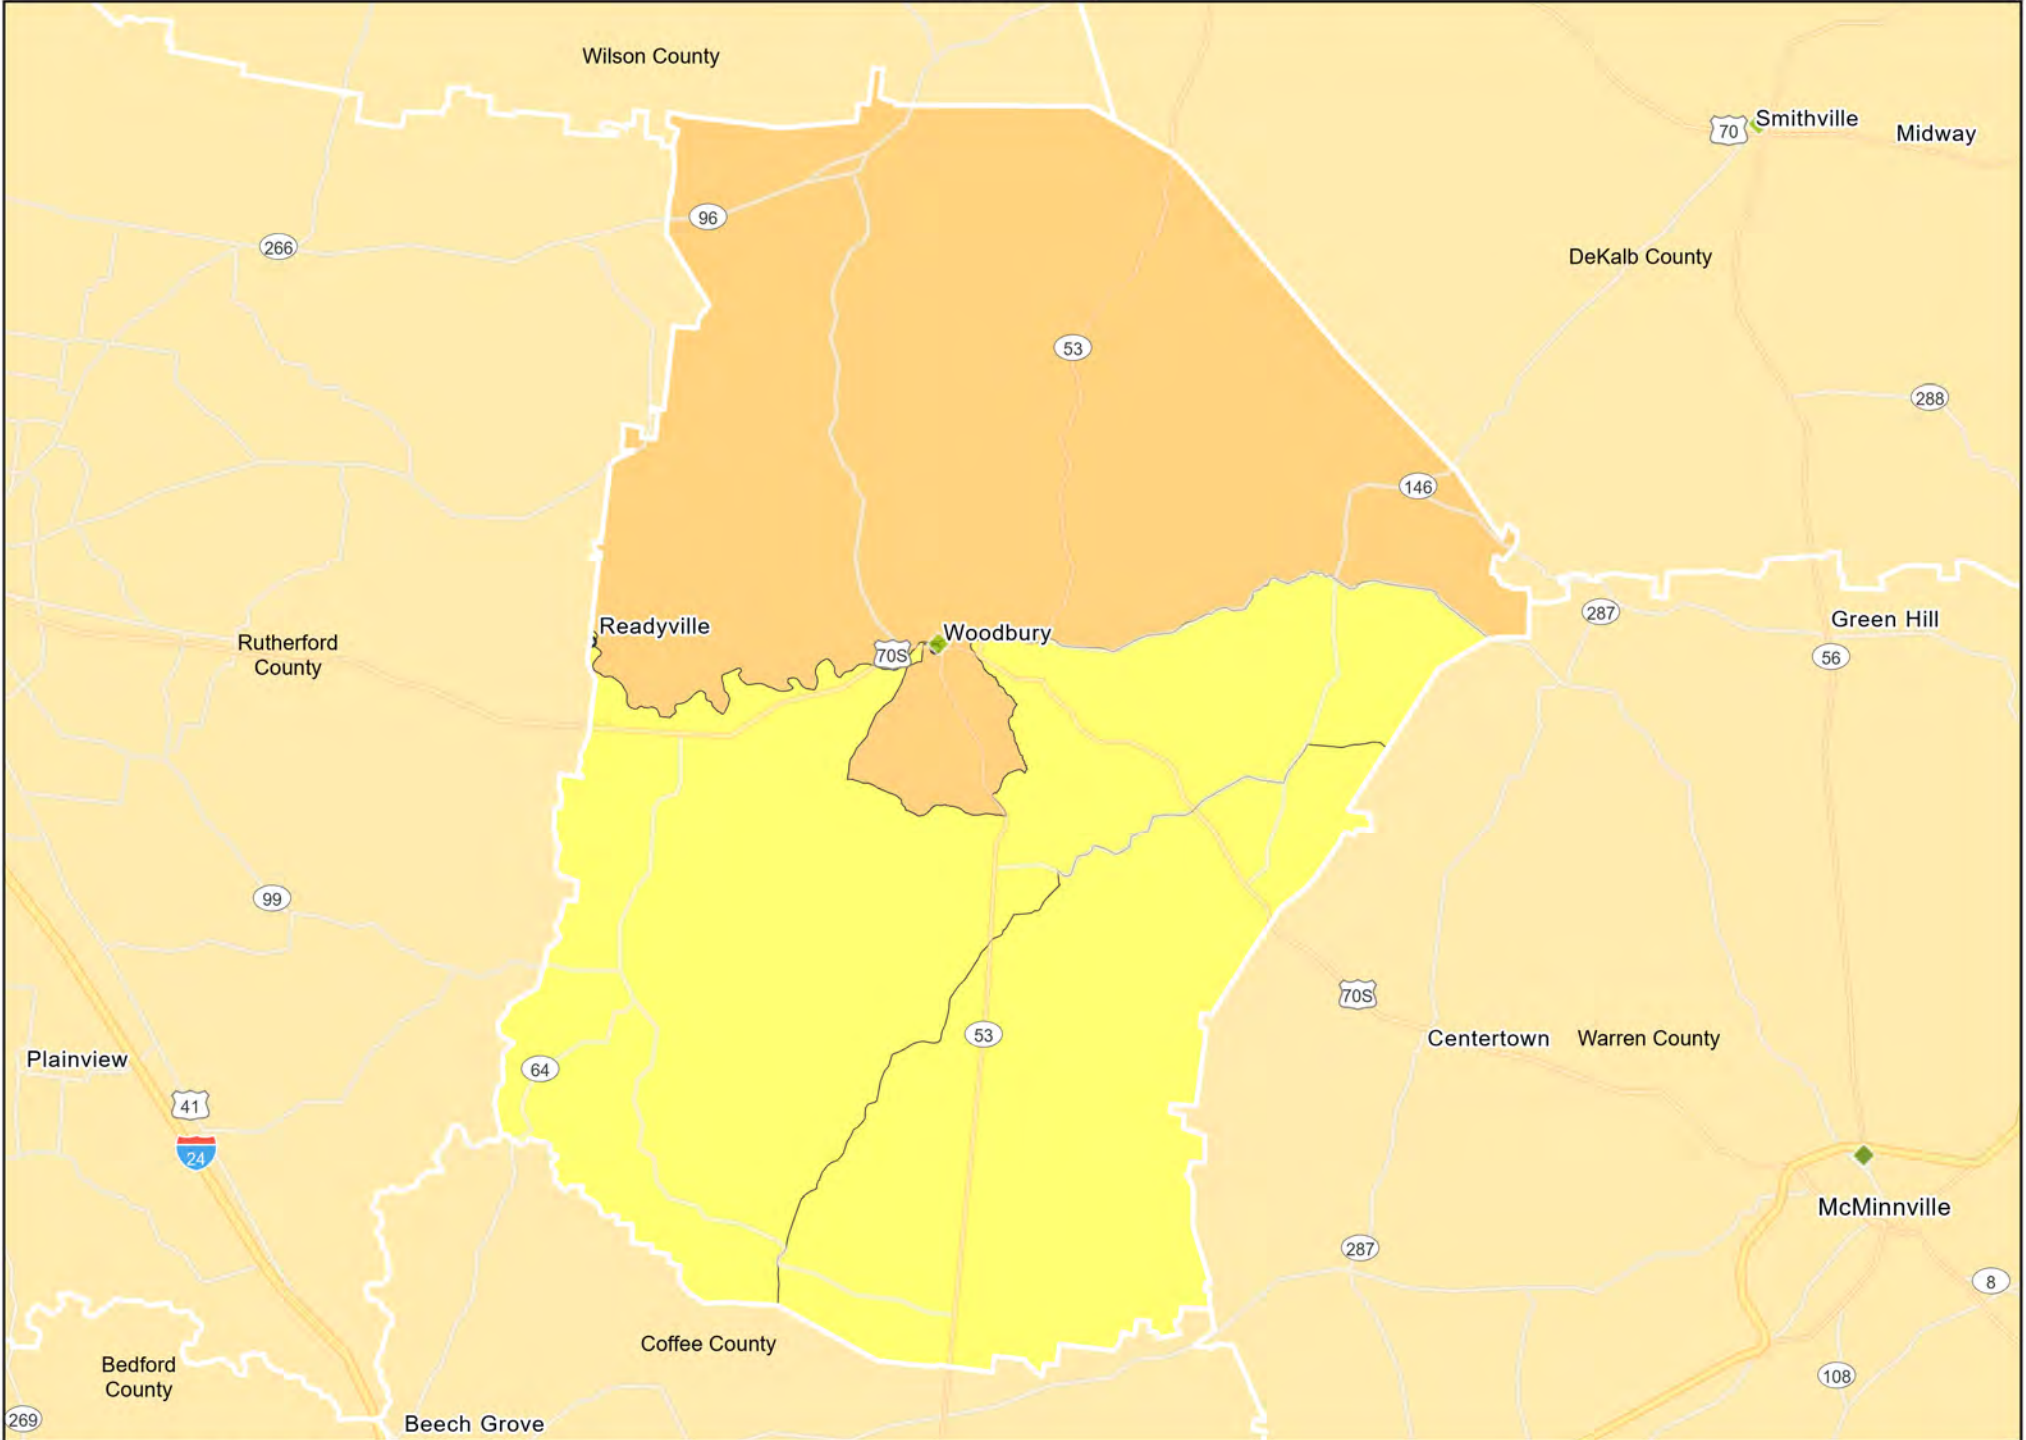 Wilson County
Smithville
70
Midway
96
266
DeKalb County
53
288
146
287
Green Hill
Readyville
Woodbury
70S
Rutherford
County
56
99
70S
53
Centertown
Warren County
Plainview
64
41
24
McMinnville
287
8
Coffee County
Bedford
County
108
269
Beech Grove